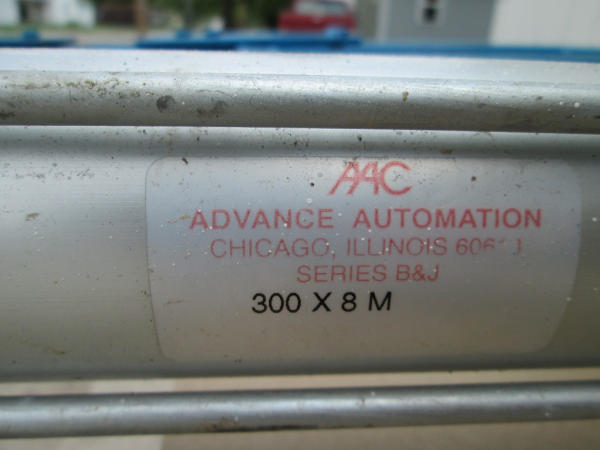 AAC
ADVANCE AUTOMATION
CHICAGO, ILLINOIS
SERIES B&J
300 X 8 M